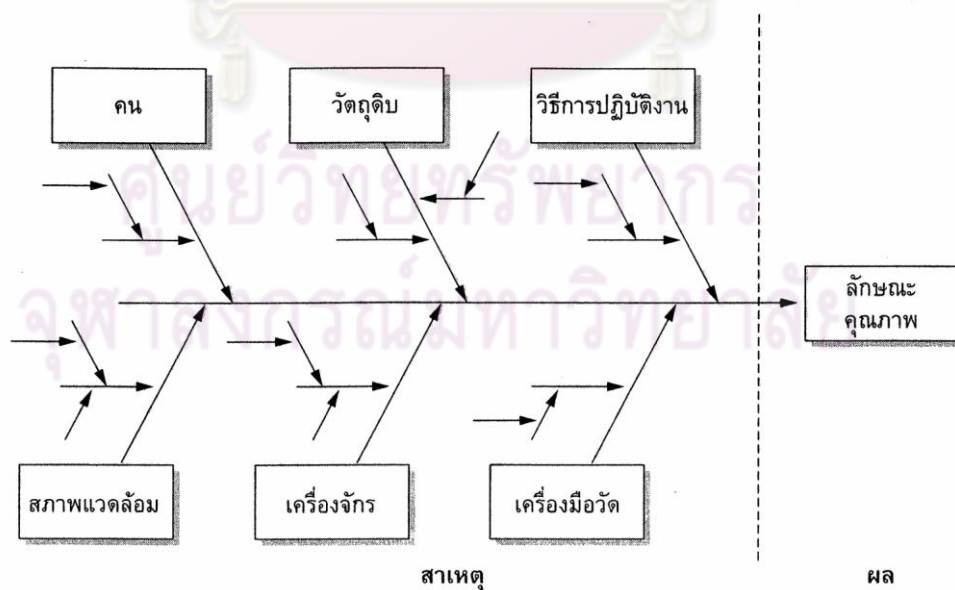 คน
วัตถุดิบ
วิธีการปฏิบัติงาน
ศูนย์วิทยทรัพยากร
จุฬาลงกรณ์มหาวิทยาลัย
ลักษณะ
คุณภาพ
สภาพแวดล้อม
เครื่องจักร
เครื่องมือวัด
สาเหตุ
ผล